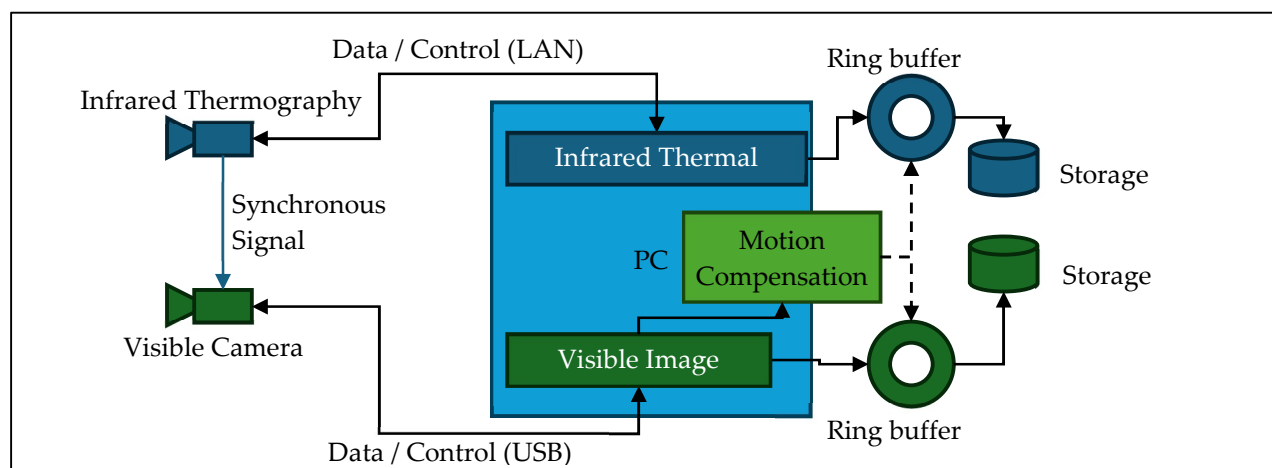 Data / Control (LAN)
Ring buffer
Infrared Thermography
Infrared Thermal
Storage
Synchronous
Signal
PC
Motion
Compensation
Storage
Visible Camera
Visible Image
Ring buffer
Data / Control (USB)